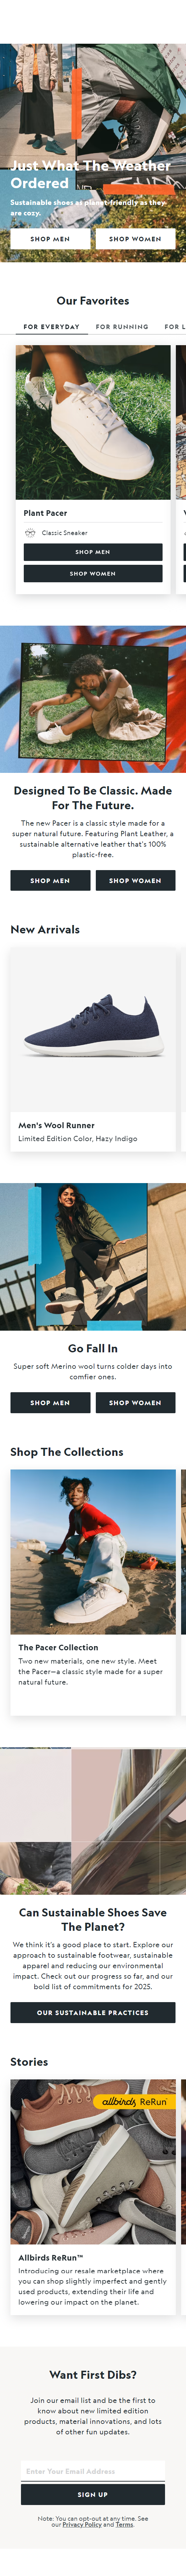 Just What The Weather
Ordered
Sustainable shoes as planet-friendly as they
are cozy.
SHOP MEN
SHOP WOMEN
Our Favorites
FOR EVERYDAY
FOR RUNNING
FOR L
Plant Pacer
Classic Sneaker
SHOP MEN
SHOP WOMEN
Designed To Be Classic. Made
For The Future.
The new Pacer is a classic style made for a
super natural future. Featuring Plant Leather, a
sustainable alternative leather that's 100%
plastic-free.
SHOP MEN
SHOP WOMEN
New Arrivals
Men's Wool Runner
Limited Edition Color, Hazy Indigo
Go Fall In
Super soft Merino wool turns colder days into
comfier ones.
SHOP MEN
SHOP WOMEN
Shop The Collections
The Pacer Collection
Two new materials, one new style. Meet
the Pacer—a classic style made for a super
natural future.
Can Sustainable Shoes Save
The Planet?
We think it's a good place to start. Explore our
approach to sustainable footwear, sustainable
apparel and reducing our environmental
impact. Check out our progress so far, and our
bold list of commitments for 2025.
OUR SUSTAINABLE PRACTICES
Stories
allbirds ReRun
Allbirds ReRun™
Introducing our resale marketplace where
you can shop slightly imperfect and gently
used products, extending their life and
lowering our impact on the planet.
Want First Dibs?
Join our email list and be the first to
know about new limited edition
products, material innovations, and lots
of other fun updates.
Enter Your Email Address
SIGN UP
Note: You can opt-out at any time. See
our Privacy Policy and Terms.